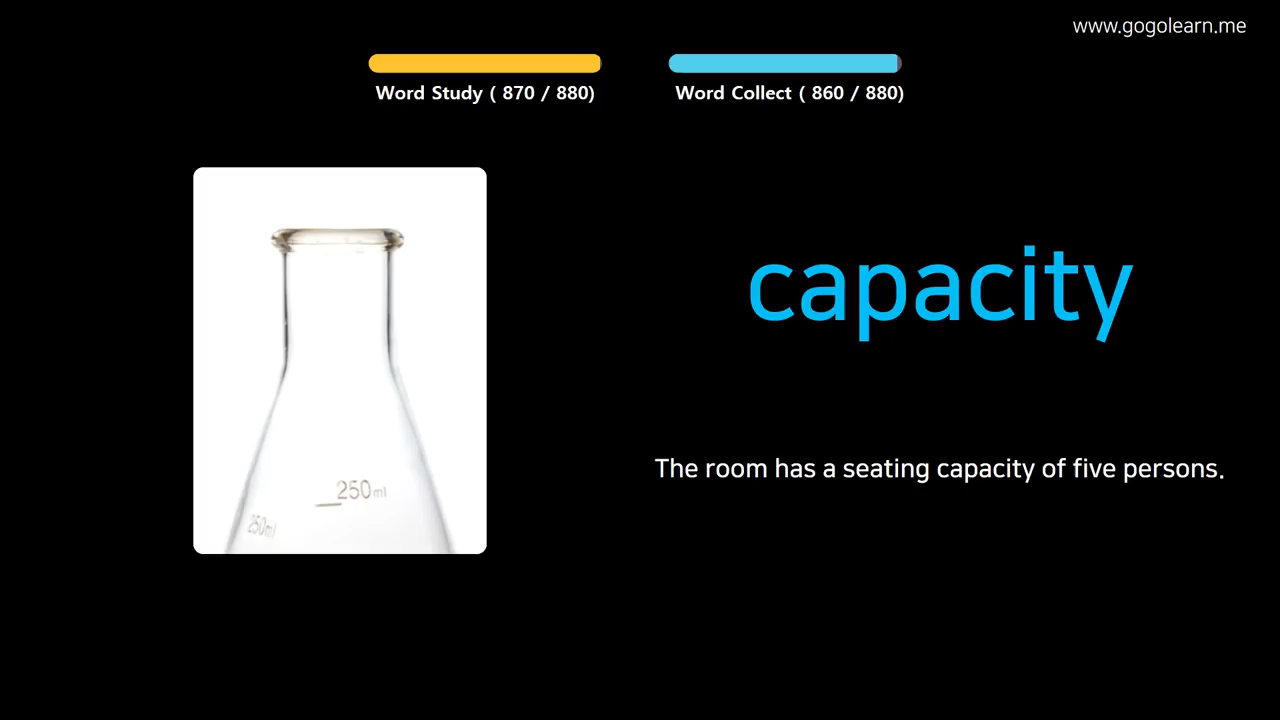 www.gogolearn.me
Word Study ( 870 / 880)
Word Collect ( 860 / 880)
capacity
250ml
250ml
The room has a seating capacity of five persons.